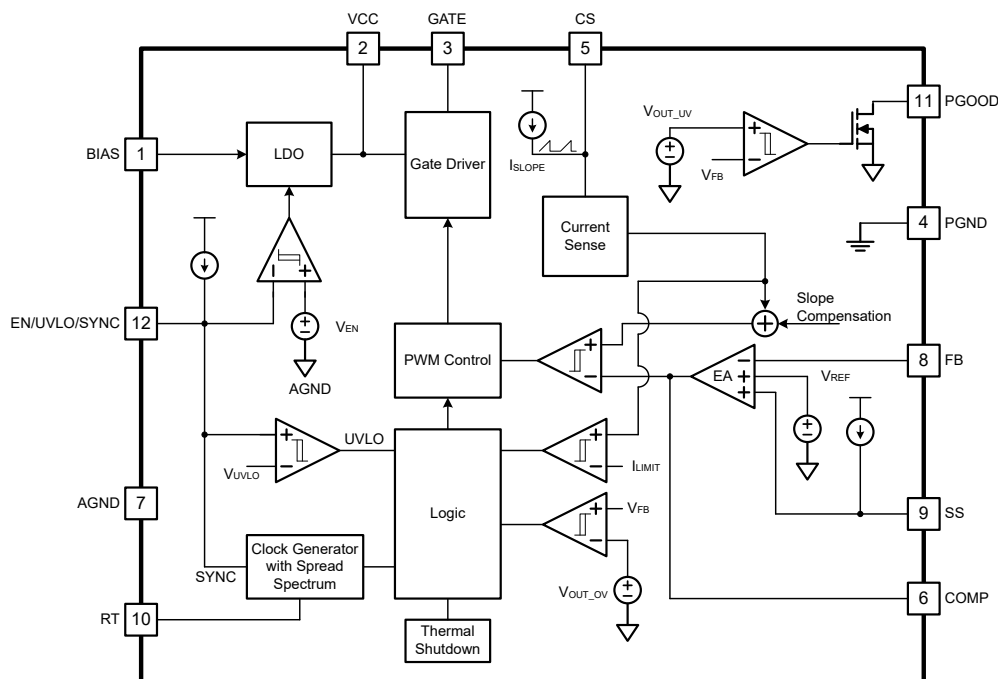 VCC
GATE
CS
2
3
5
BIAS
1
LDO
Gate Driver
ISLOPE
VOUT_UV
+
−
VFB
+
−
11
PGOOD
Current
Sense
4
PGND
EN/UVLO/SYNC
12
−
+
+
−
VEN
AGND
PWM Control
+
−
+
Slope
Compensation
EA
−
+
+
VREF
+
−
8
FB
VUVLO
+
−
UVLO
Logic
+
−
ILIMIT
AGND
7
+
−
VFB
9
SS
SYNC
Clock Generator
with Spread
Spectrum
VOUT_OV
+
−
6
COMP
RT
10
Thermal
Shutdown